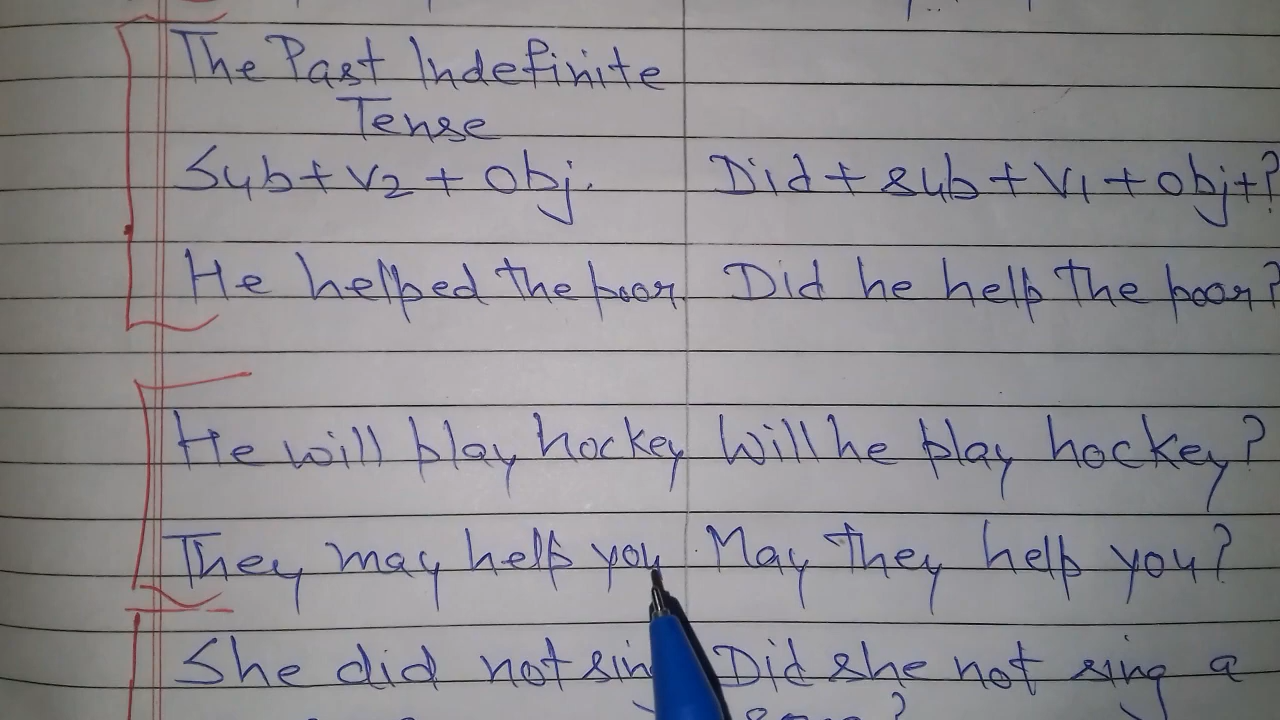 The Past Indefinite
Tense
Sub + V2 + Obj. Did + sub + V1 + Obj + ?
He helped the poor. Did he help the poor?
He will play hockey Will he play hockey?
They may help you. May they help you?
She did not sing Did she not sing a